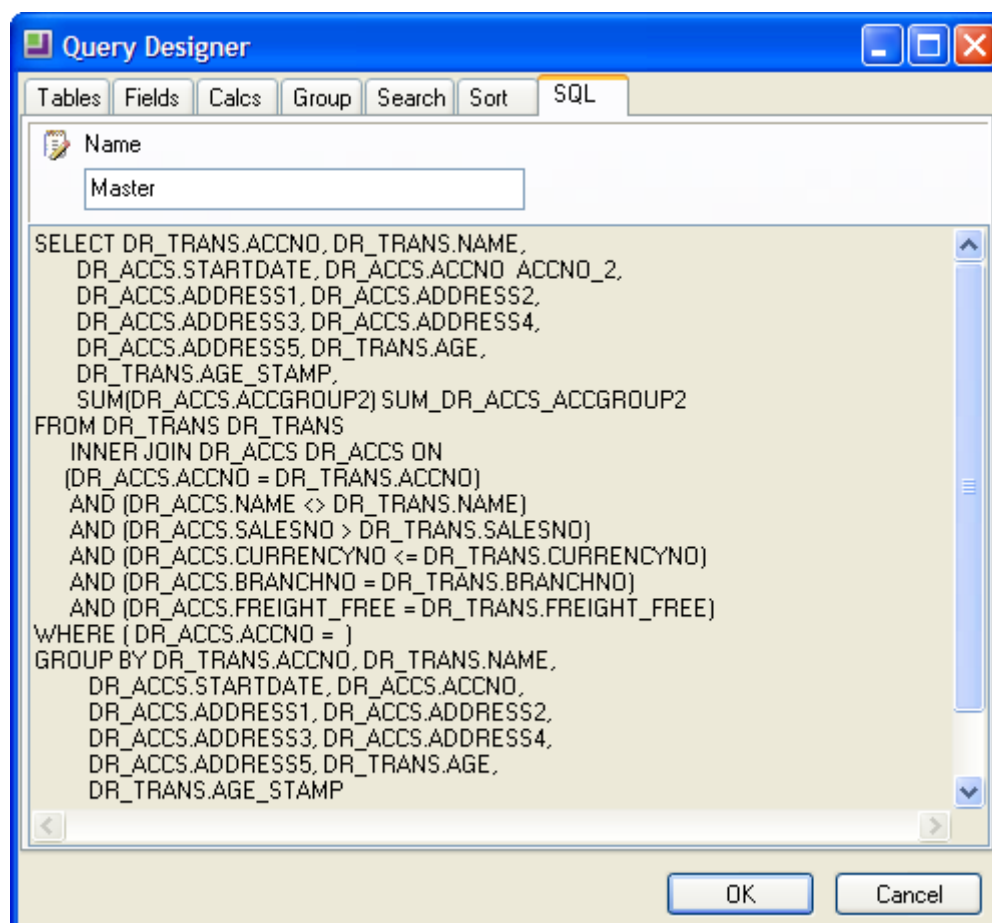 Query Designer
Tables Fields Calcs Group Search Sort SQL
Name
Master
SELECT DR_TRANS.ACCNO, DR_TRANS.NAME,
DR_ACCS.STARTDATE, DR_ACCS.ACCNO  ACCNO_2,
DR_ACCS.ADDRESS1, DR_ACCS.ADDRESS2,
DR_ACCS.ADDRESS3, DR_ACCS.ADDRESS4,
DR_ACCS.ADDRESS5, DR_TRANS.AGE,
DR_TRANS.AGE_STAMP,
SUM(DR_ACCS.ACCGROUP2) SUM_DR_ACCS_ACCGROUP2
FROM DR_TRANS DR_TRANS
INNER JOIN DR_ACCS DR_ACCS ON
(DR_ACCS.ACCNO = DR_TRANS.ACCNO)
AND (DR_ACCS.NAME <> DR_TRANS.NAME)
AND (DR_ACCS.SALESNO > DR_TRANS.SALESNO)
AND (DR_ACCS.CURRENCYNO <= DR_TRANS.CURRENCYNO)
AND (DR_ACCS.BRANCHNO = DR_TRANS.BRANCHNO)
AND (DR_ACCS.FREIGHT_FREE = DR_TRANS.FREIGHT_FREE)
WHERE ( DR_ACCS.ACCNO =  )
GROUP BY DR_TRANS.ACCNO, DR_TRANS.NAME,
DR_ACCS.STARTDATE, DR_ACCS.ACCNO,
DR_ACCS.ADDRESS1, DR_ACCS.ADDRESS2,
DR_ACCS.ADDRESS3, DR_ACCS.ADDRESS4,
DR_ACCS.ADDRESS5, DR_TRANS.AGE,
DR_TRANS.AGE_STAMP
OK Cancel